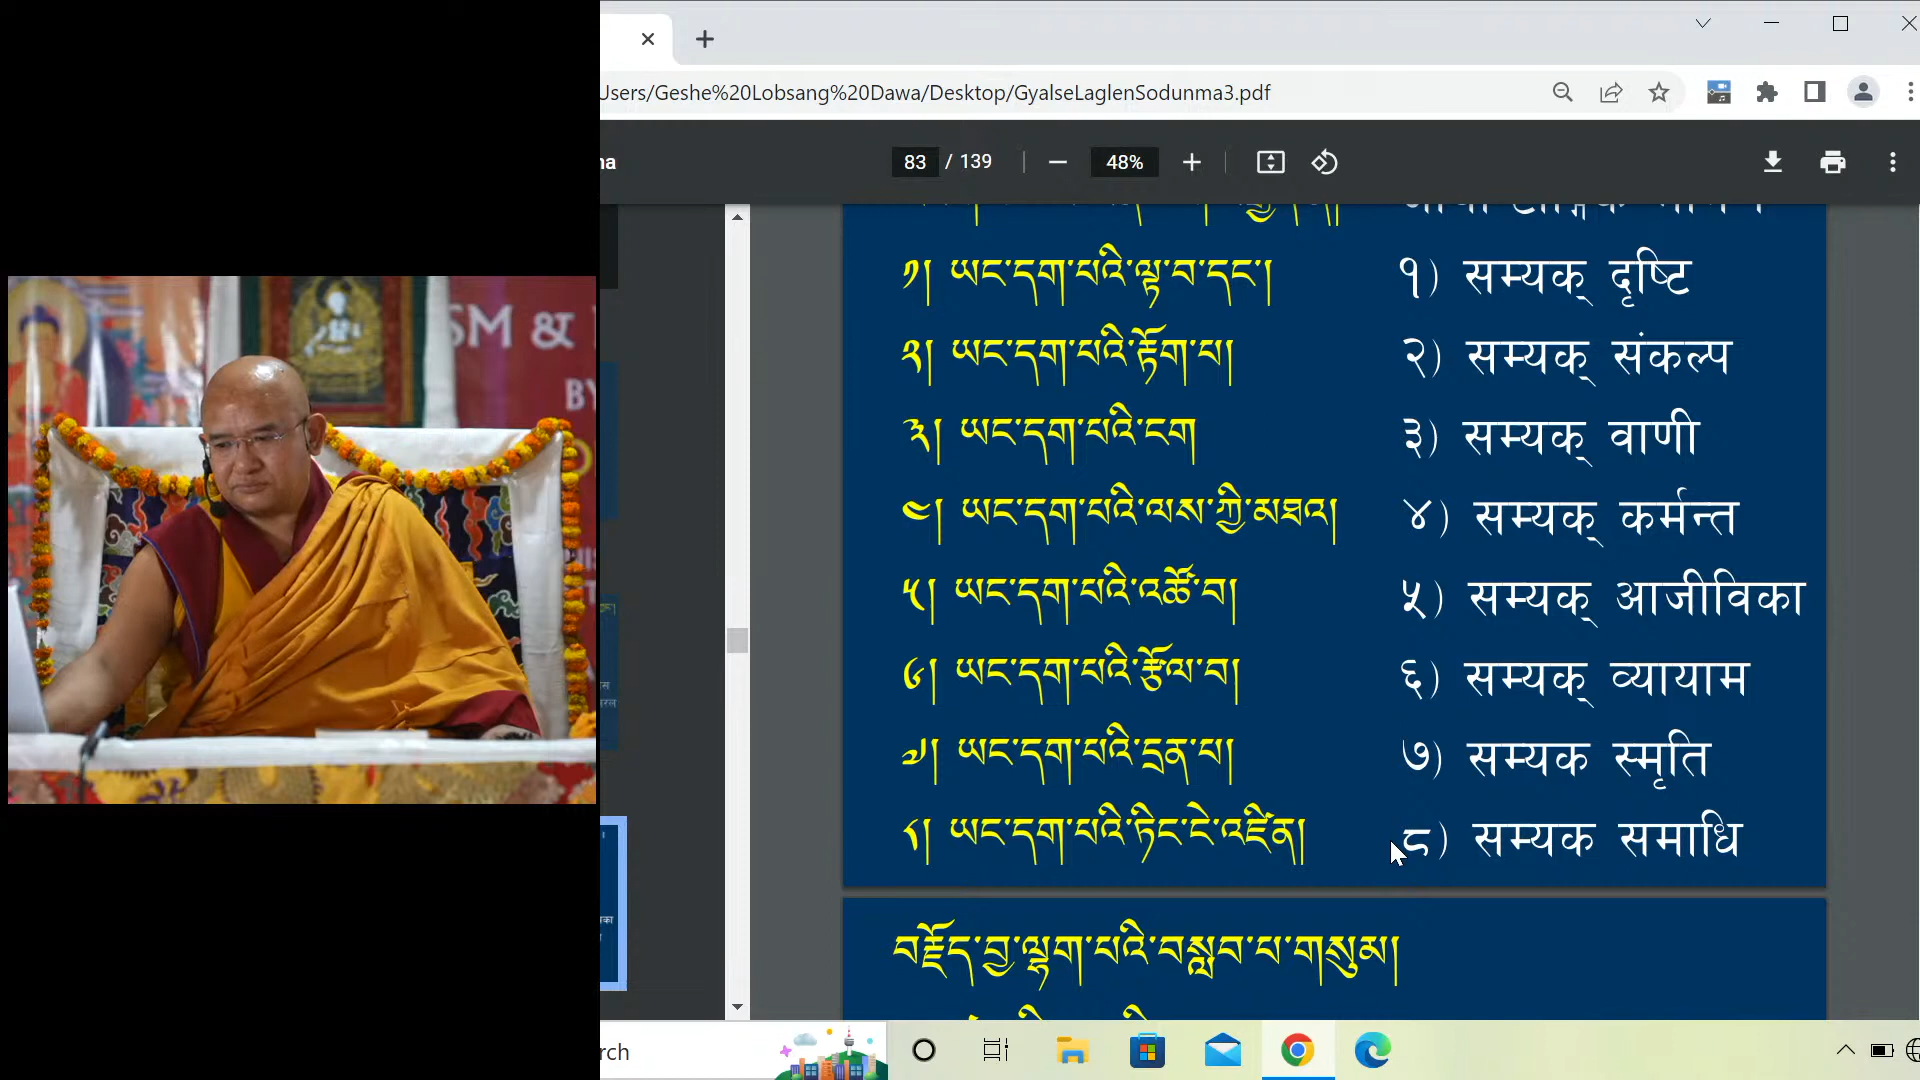 SM &
BY
Users/Geshe%20Lobsang%20Dawa/Desktop/GyalseLaglenSodunma3.pdf
na 83 / 139 48%
༡། ཡང་དག་པའི་ལྟ་བ་དང་། १) सम्यक् दृष्टि
༢། ཡང་དག་པའི་རྟོག་པ། २) सम्यक् संकल्प
༣། ཡང་དག་པའི་ངག ३) सम्यक् वाणी
༤། ཡང་དག་པའི་ལས་ཀྱི་མཐའ། ४) सम्यक् कर्मन्त
༥། ཡང་དག་པའི་འཚོ་བ། ५) सम्यक् आजीविका
༦། ཡང་དག་པའི་རྩོལ་བ། ६) सम्यक् व्यायाम
༧། ཡང་དག་པའི་དྲན་པ། ७) सम्यक स्मृति
༨། ཡང་དག་པའི་ཏིང་ངེ་འཛིན། ८) सम्यक समाधि
བརྗོད་བྱ་ལྷག་པའི་བསླབ་པ་གསུམ།
rch